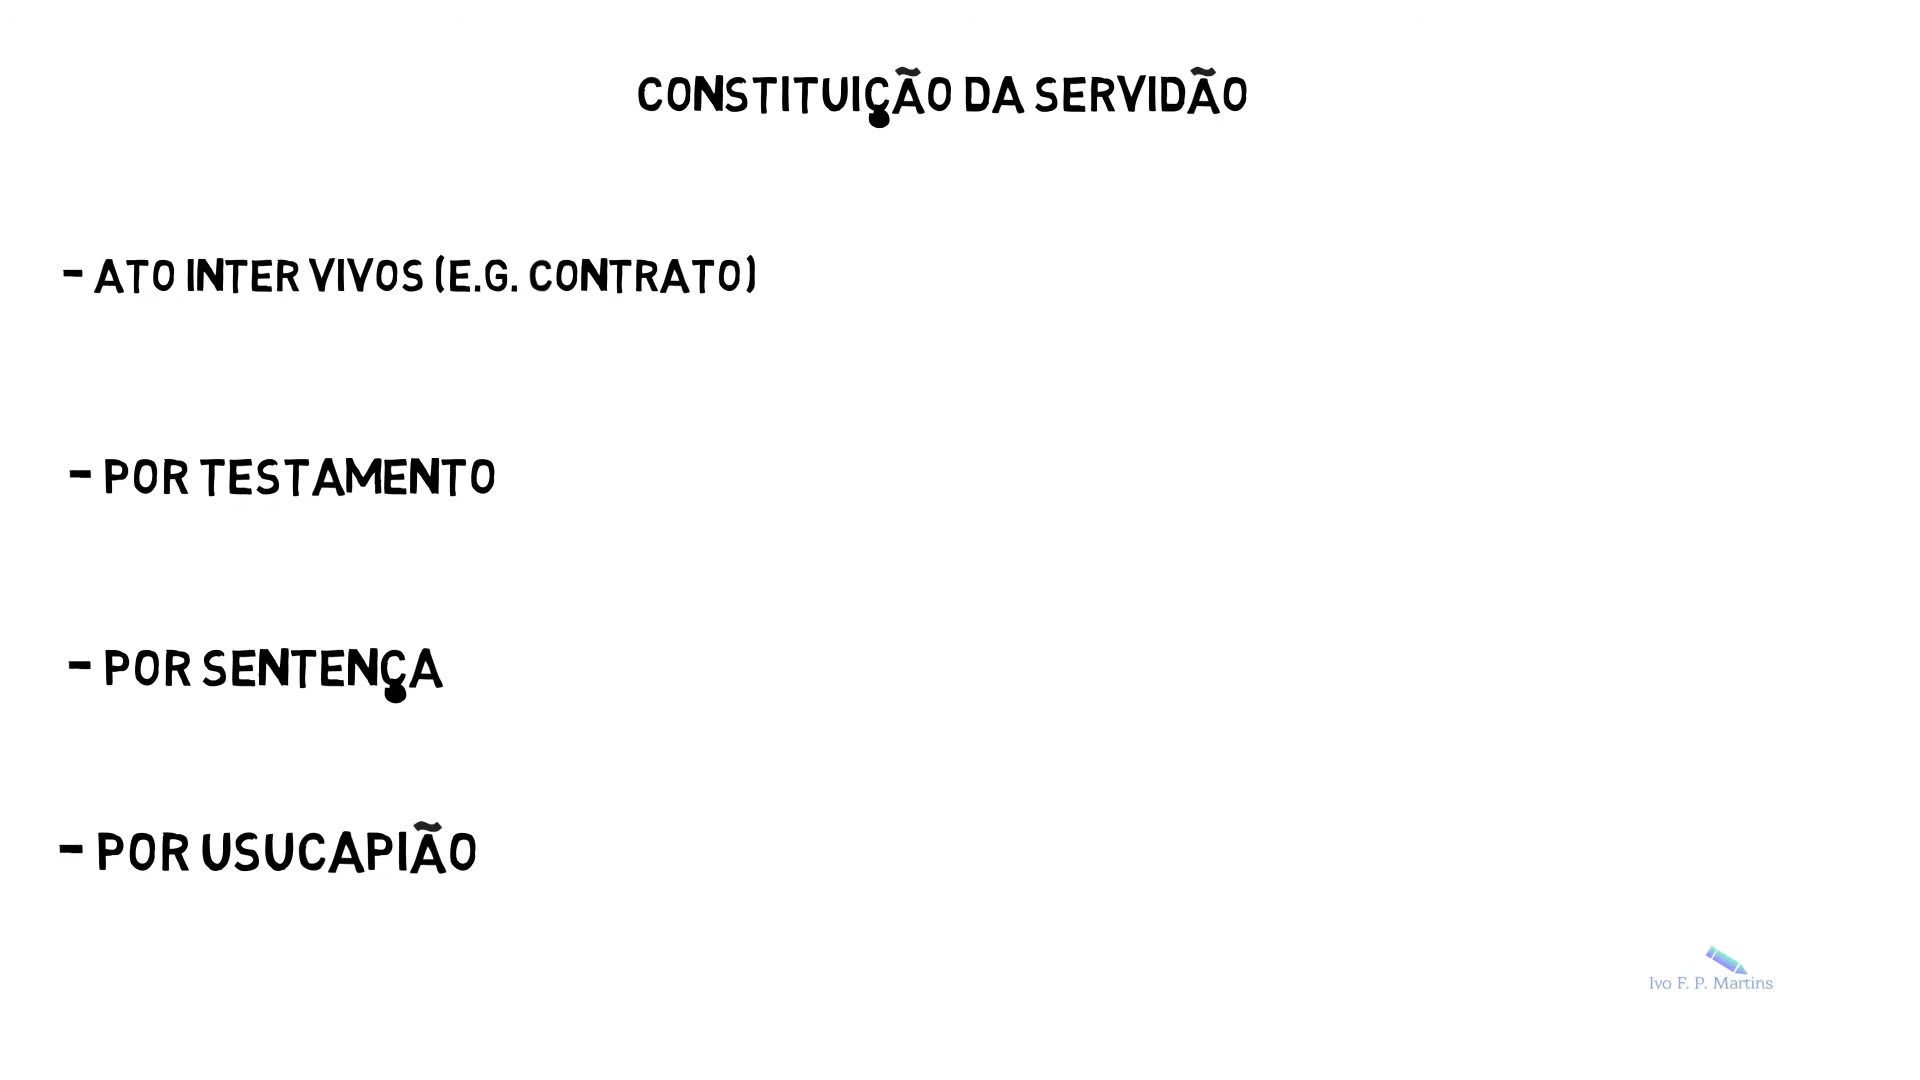 CONSTITUIÇÃO DA SERVIDÃO
- ATO INTER VIVOS (E.G. CONTRATO)
- POR TESTAMENTO
- POR SENTENÇA
- POR USUCAPIÃO
Ivo F. P. Martins